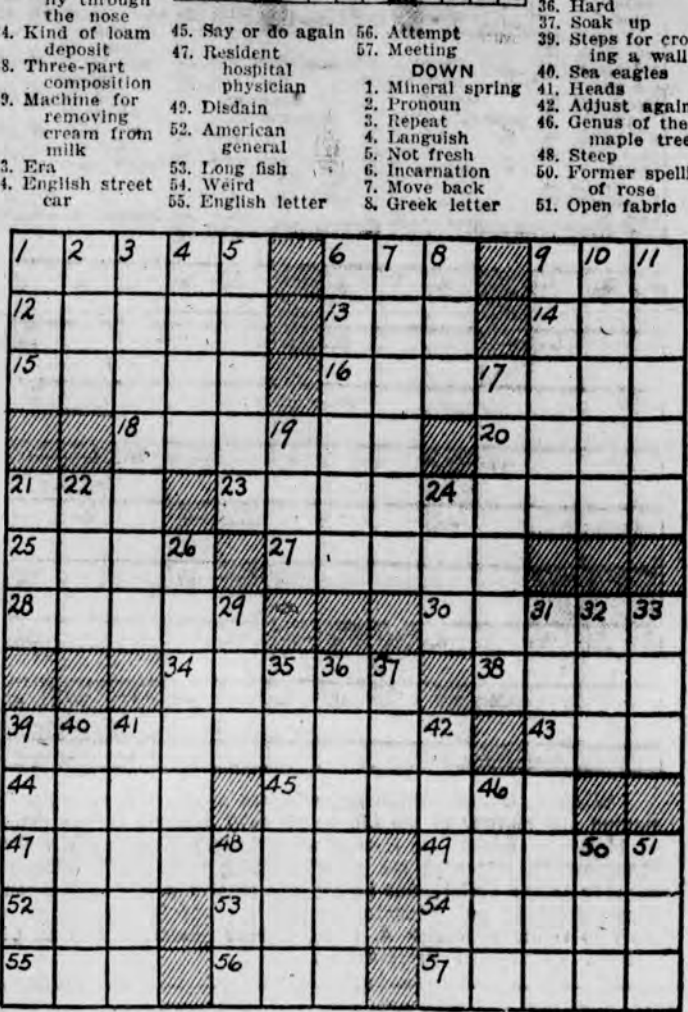 ny through
the nose
4. Kind of loam
deposit
8. Three-part
composition
9. Machine for
removing
cream from
milk
3. Era
4. English street
car
45. Say or do again
47. Resident
hospital
physician
49. Disdain
52. American
general
53. Long fish
54. Weird
55. English letter
56. Attempt
57. Meeting
DOWN
1. Mineral spring
2. Pronoun
3. Repeat
4. Languish
5. Not fresh
6. Incarnation
7. Move back
8. Greek letter
36. Hard
37. Soak up
39. Steps for cro
ing a wall
40. Sea eagles
41. Heads
42. Adjust again
46. Genus of the
maple tree
48. Steep
50. Former spelli
of rose
51. Open fabric
1 2 3 4 5 6 7 8 9 10 11
12 13 14
15 16 17
18 19 20
21 22 23 24
25 26 27
28 29 30 31 32 33
34 35 36 37 38
39 40 41 42 43
44 45 46
47 48 49 50 51
52 53 54
55 56 57